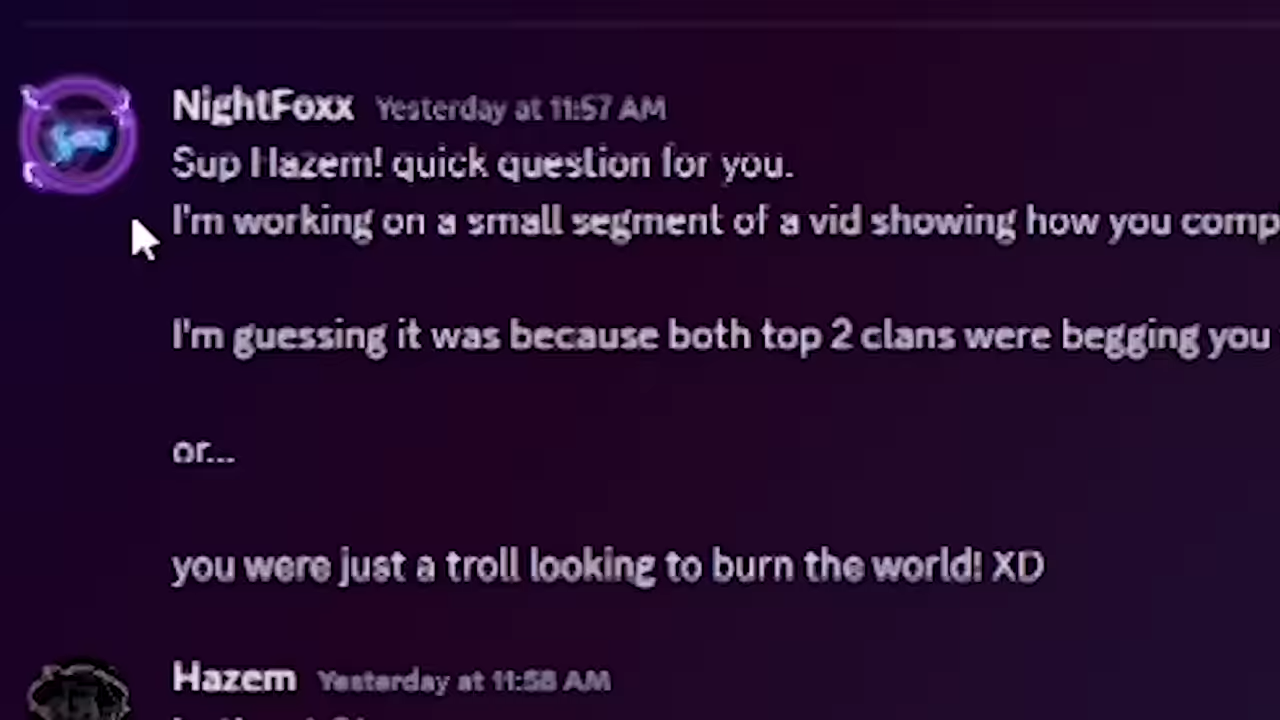 NightFoxx Yesterday at 11:57 AM
Sup Hazem! quick question for you.
I'm working on a small segment of a vid showing how you comp
I'm guessing it was because both top 2 clans were begging you
or...
you were just a troll looking to burn the world! XD
Hazem Yesterday at 11:58 AM